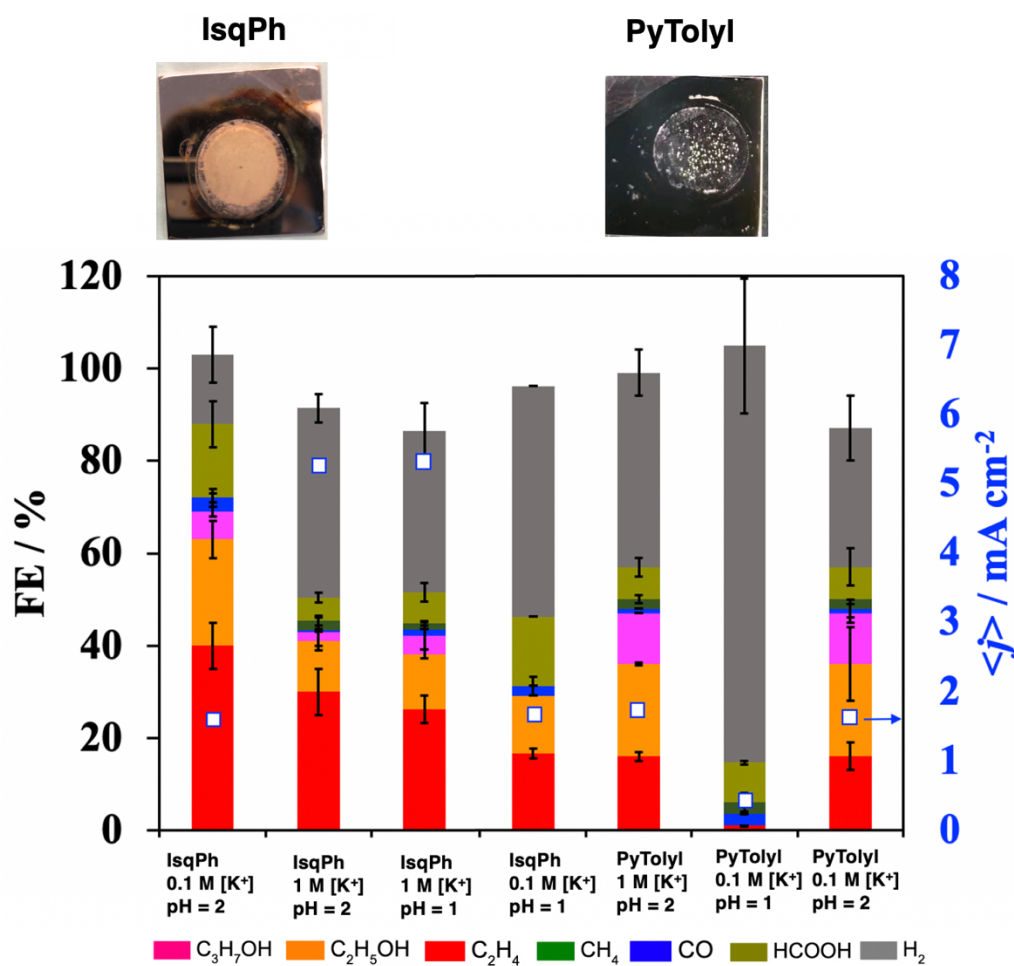 IsqPh PyTolyl
FE / %
120
100
80
60
40
20
0
8
7
6
5
4
3
2
1
0
<j> / mA cm⁻²
IsqPh
0.1 M [K⁺]
pH = 2
IsqPh
1 M [K⁺]
pH = 2
IsqPh
1 M [K⁺]
pH = 1
IsqPh
0.1 M [K⁺]
pH = 1
PyTolyl
1 M [K⁺]
pH = 2
PyTolyl
0.1 M [K⁺]
pH = 1
PyTolyl
0.1 M [K⁺]
pH = 2
C₃H₇OH C₂H₅OH C₂H₄ CH₄ CO HCOOH H₂